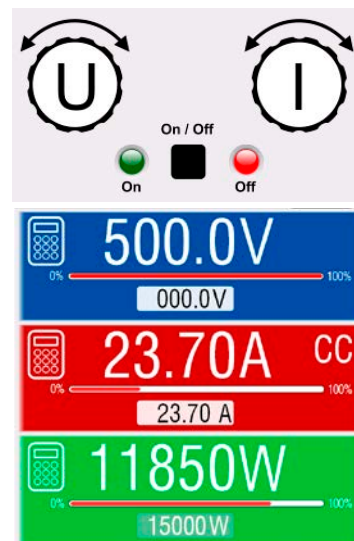 U I
On / Off
On Off
500.0V
0% 100%
000.0V
23.70A CC
0% 100%
23.70 A
11850W
0% 100%
15000W